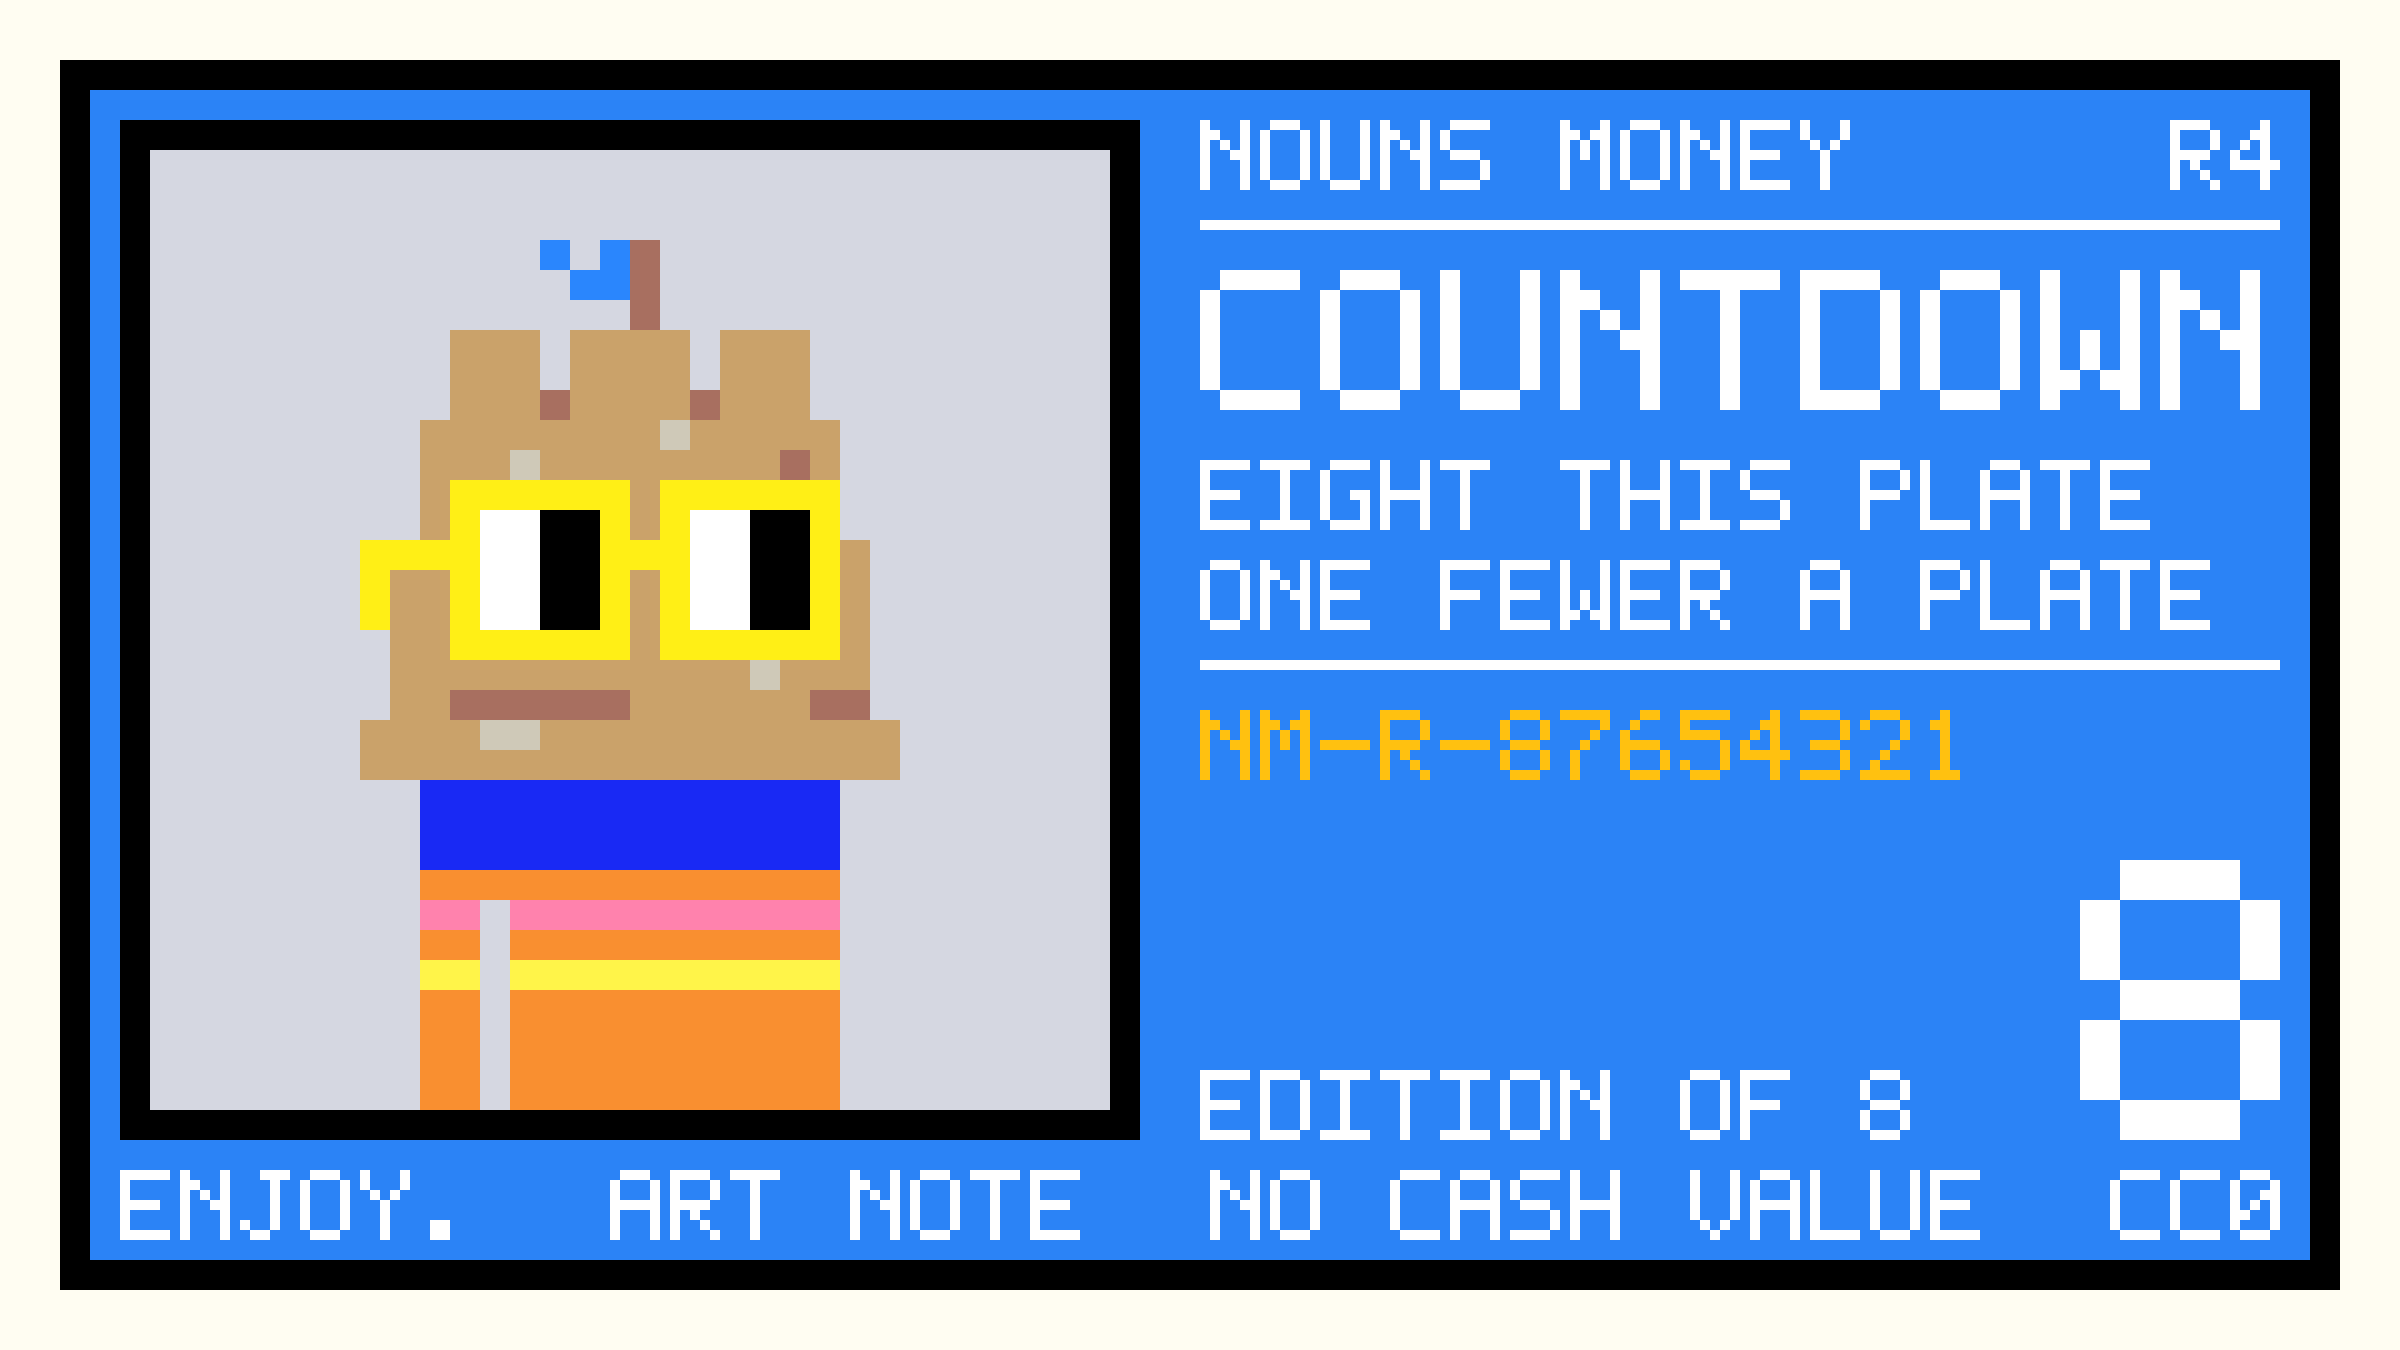 NOUNS MONEY R4
COUNTDOWN
EIGHT THIS PLATE
ONE FEWER A PLATE
NM-R-87654321
8
EDITION OF 8
ENJOY. ART NOTE NO CASH VALUE CC0